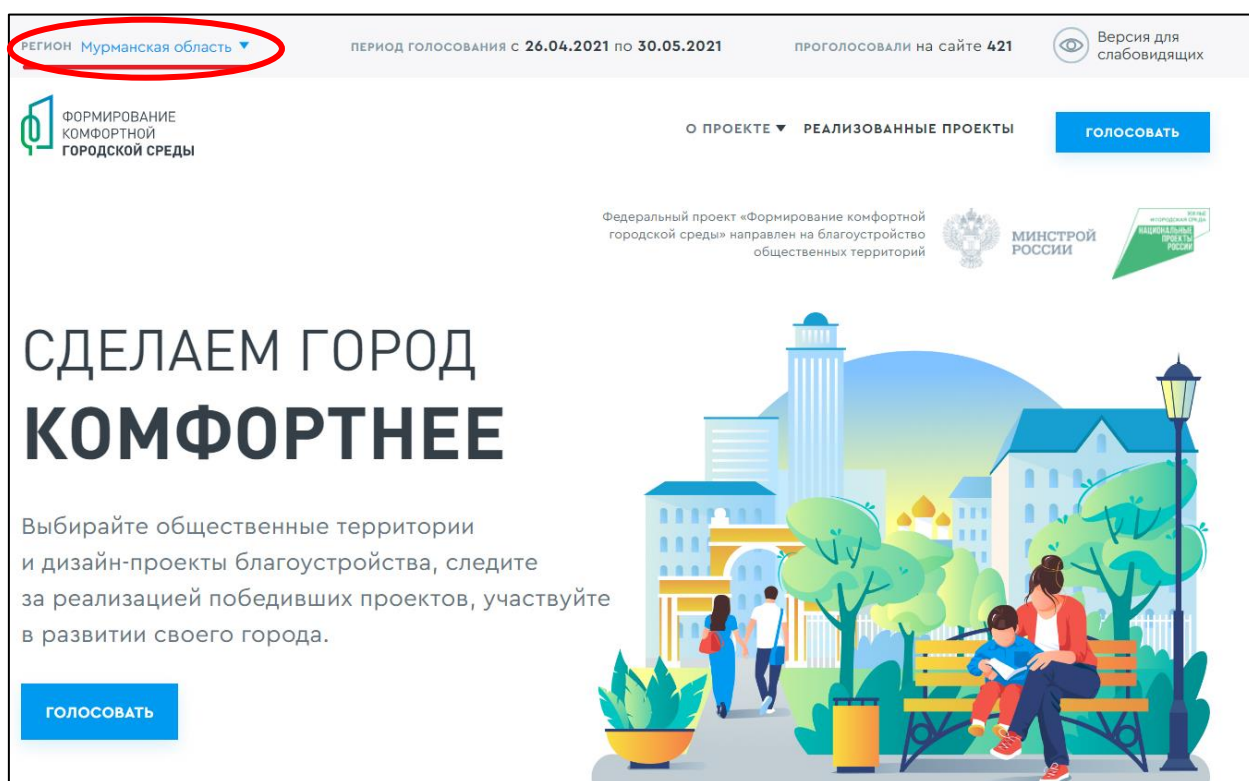 РЕГИОН Мурманская область ▼
ПЕРИОД ГОЛОСОВАНИЯ С 26.04.2021 ПО 30.05.2021
ПРОГОЛОСОВАЛИ на сайте 421
Версия для
слабовидящих
ФОРМИРОВАНИЕ
КОМФОРТНОЙ
ГОРОДСКОЙ СРЕДЫ
О ПРОЕКТЕ ▼ РЕАЛИЗОВАННЫЕ ПРОЕКТЫ
ГОЛОСОВАТЬ
Федеральный проект «Формирование комфортной
городской среды» направлен на благоустройство
общественных территорий
МИНСТРОЙ
РОССИИ
НАЦИОНАЛЬНЫЕ
ПРОЕКТЫ
РОССИИ
СДЕЛАЕМ ГОРОД
КОМФОРТНЕЕ
Выбирайте общественные территории
и дизайн-проекты благоустройства, следите
за реализацией победивших проектов, участвуйте
в развитии своего города.
ГОЛОСОВАТЬ